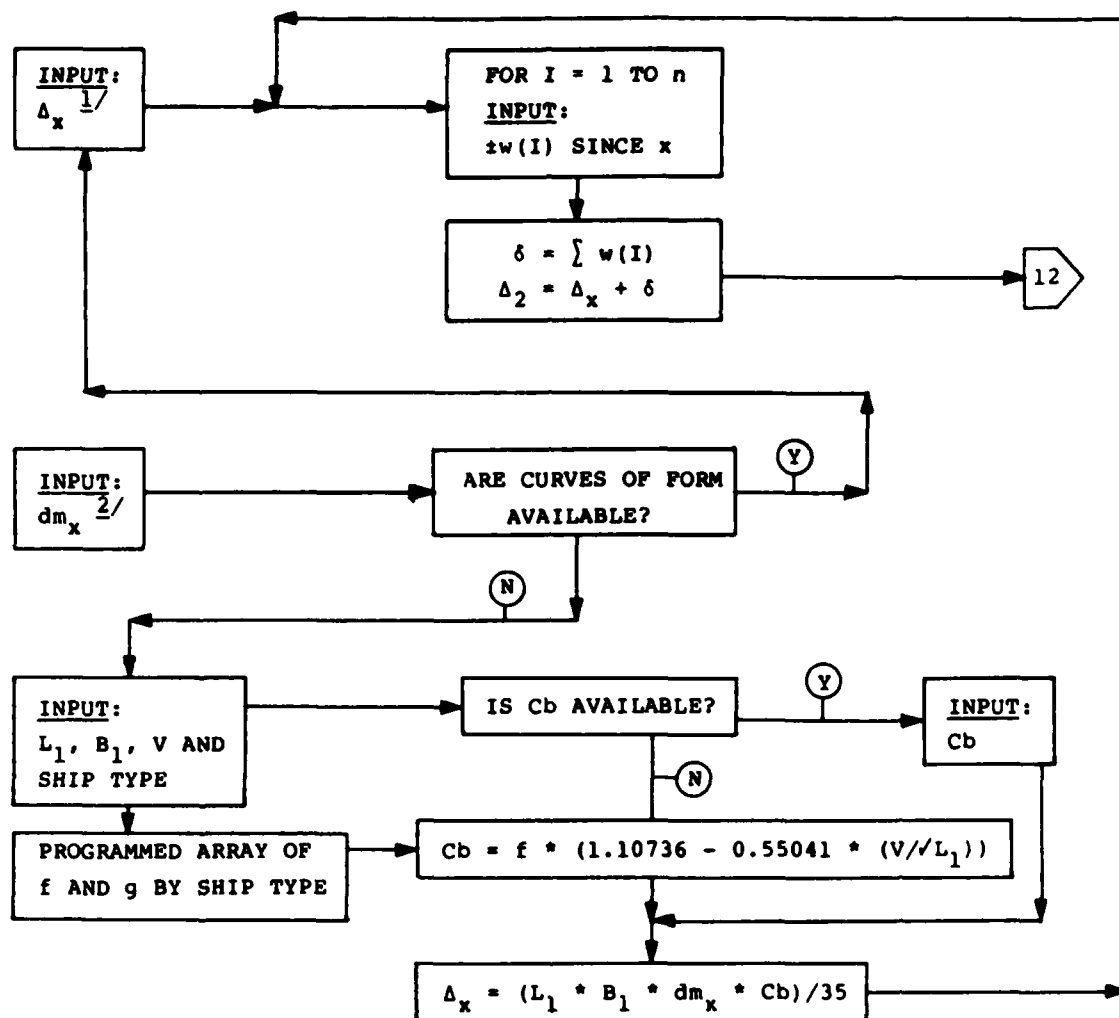 INPUT:
Δx 1/
FOR I = 1 TO n
INPUT:
±w(I) SINCE x
δ = ∑ w(I)
Δ2 = Δx + δ
12
INPUT:
dmx 2/
ARE CURVES OF FORM
AVAILABLE?
Y
N
INPUT:
L1, B1, V AND
SHIP TYPE
IS Cb AVAILABLE?
Y
INPUT:
Cb
N
PROGRAMMED ARRAY OF
f AND g BY SHIP TYPE
Cb = f * (1.10736 - 0.55041 * (V/√L1))
Δx = (L1 * B1 * dmx * Cb)/35